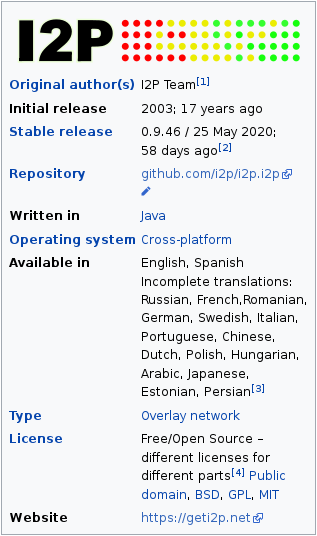 I2P
Original author(s) I2P Team[1]
Initial release 2003; 17 years ago
Stable release 0.9.46 / 25 May 2020;
58 days ago[2]
Repository github.com/i2p/i2p.i2p
Written in Java
Operating system Cross-platform
Available in English, Spanish
Incomplete translations:
Russian, French,Romanian,
German, Swedish, Italian,
Portuguese, Chinese,
Dutch, Polish, Hungarian,
Arabic, Japanese,
Estonian, Persian[3]
Type Overlay network
License Free/Open Source –
different licenses for
different parts[4] Public
domain, BSD, GPL, MIT
Website https://geti2p.net